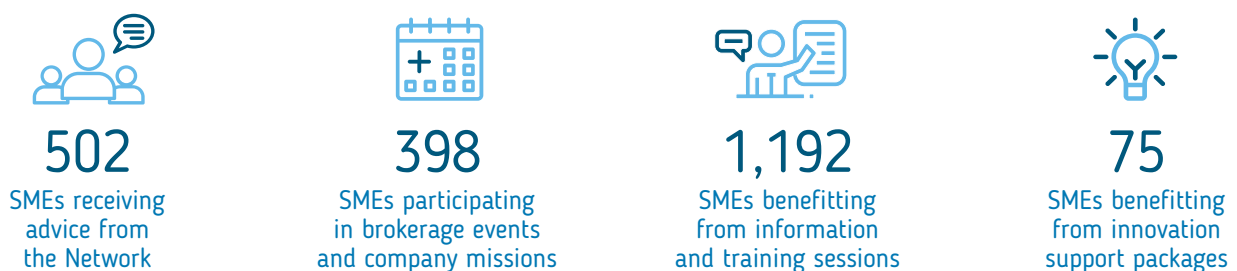 502
SMEs receiving
advice from
the Network
398
SMEs participating
in brokerage events
and company missions
1,192
SMEs benefitting
from information
and training sessions
75
SMEs benefitting
from innovation
support packages